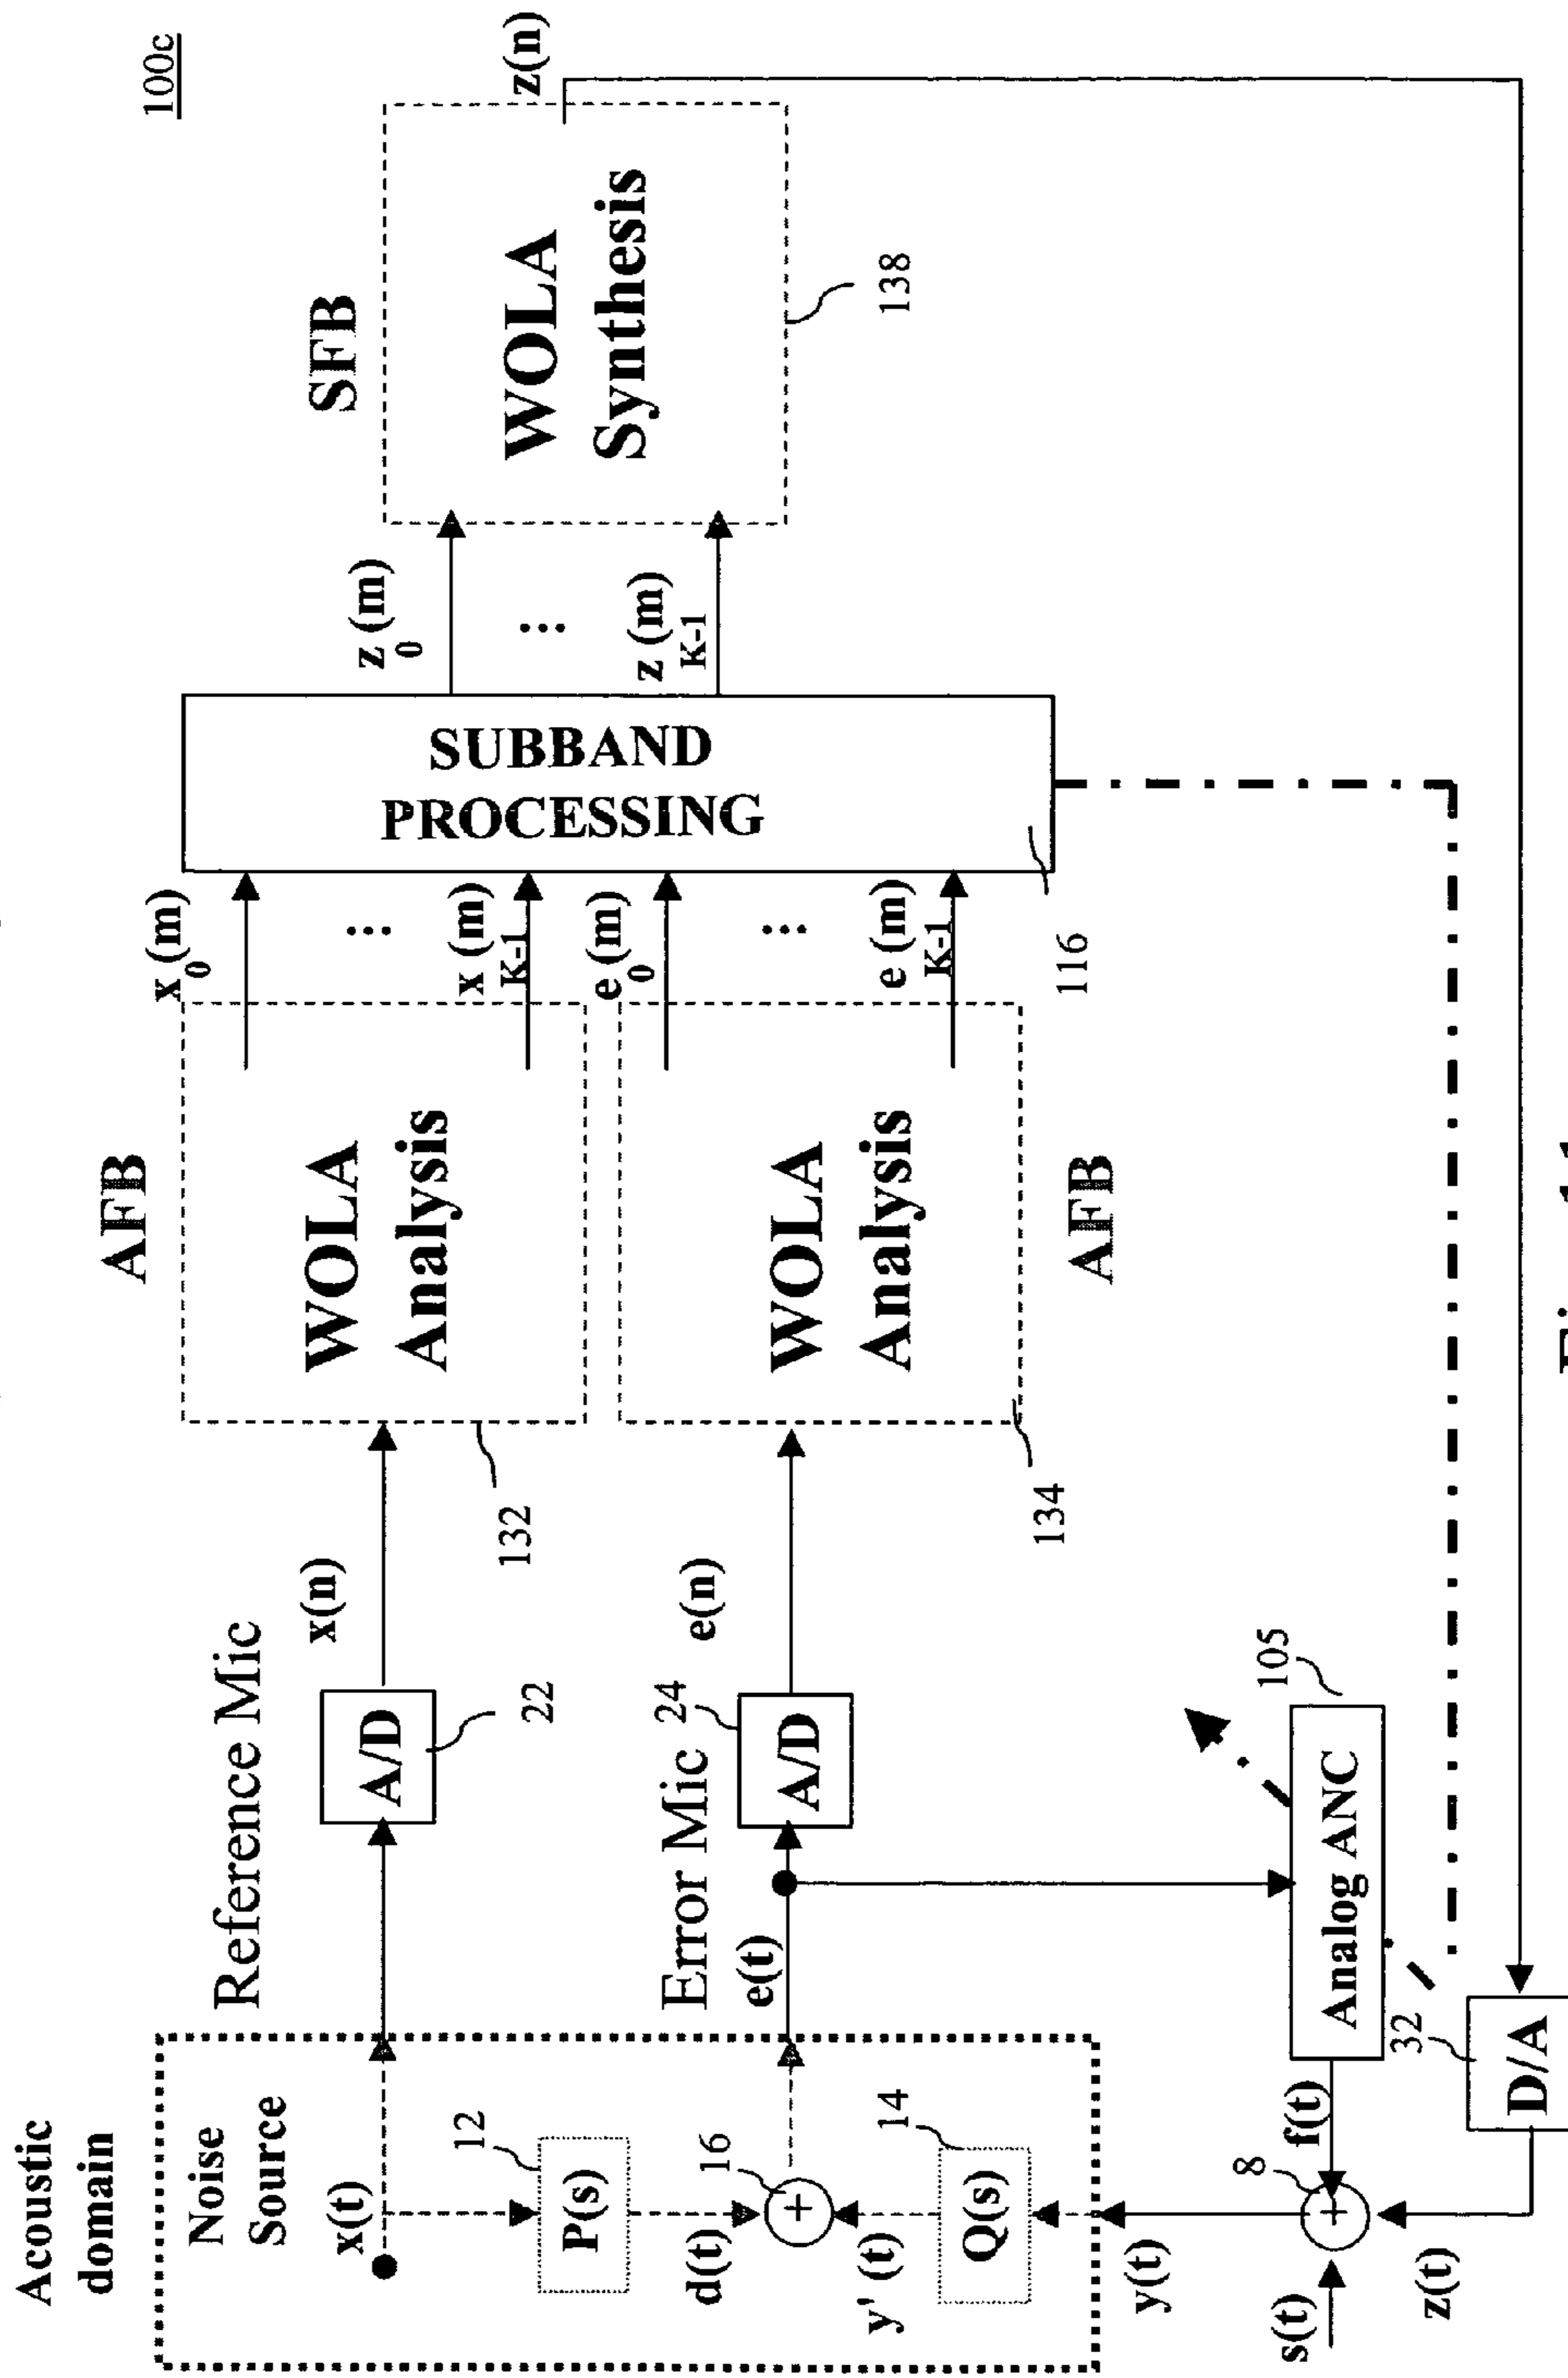 100c
Acoustic
domain
Noise
Source
x(t)
12
P(s)
d(t)
16
+
y' (t)
14
Q(s)
y(t)
s(t)
8
+
f(t)
z(t)
32
D/A
Reference Mic
A/D
22
x(n)
Error Mic
e(t)
24
A/D
e(n)
Analog ANC
105
AFB
WOLA
Analysis
132
WOLA
Analysis
134
AFB
x0(m)
⋮
xK-1(m)
e0(m)
⋮
eK-1(m)
SUBBAND
PROCESSING
116
z0(m)
⋮
zK-1(m)
SFB
WOLA
Synthesis
138
z(n)